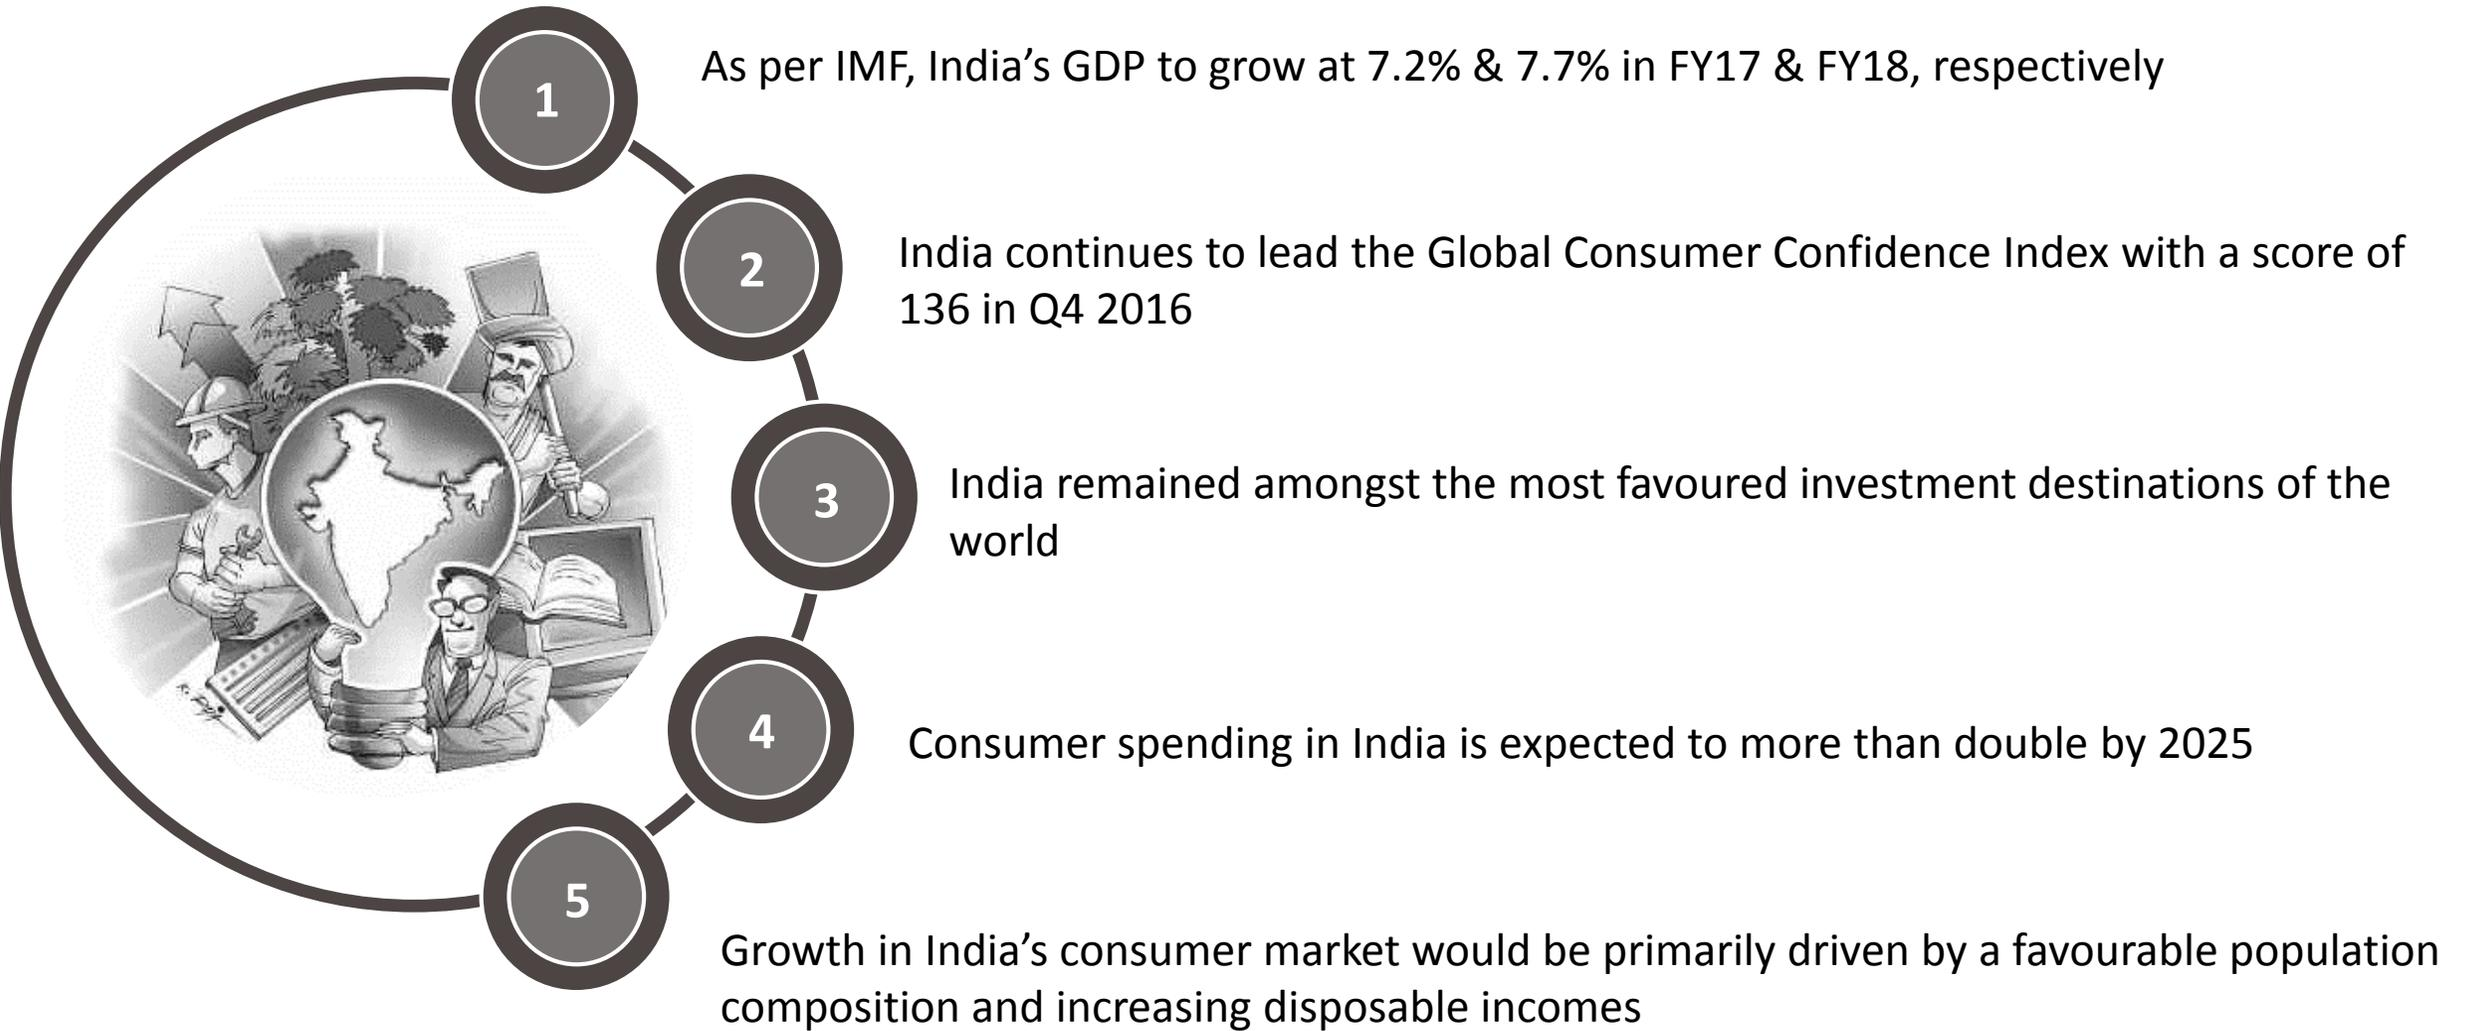 1
As per IMF, India’s GDP to grow at 7.2% & 7.7% in FY17 & FY18, respectively
2
India continues to lead the Global Consumer Confidence Index with a score of
136 in Q4 2016
3
India remained amongst the most favoured investment destinations of the
world
4
Consumer spending in India is expected to more than double by 2025
5
Growth in India’s consumer market would be primarily driven by a favourable population
composition and increasing disposable incomes